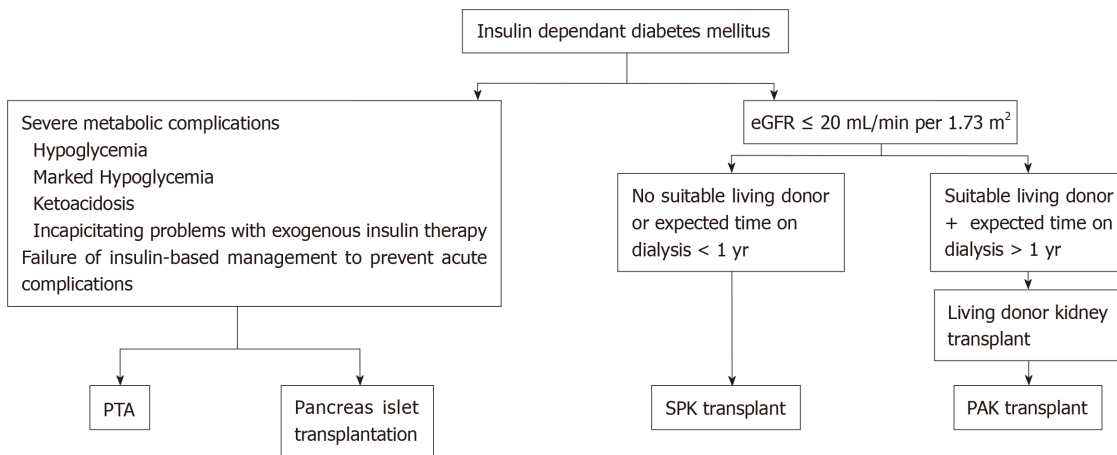 Insulin dependant diabetes mellitus
Severe metabolic complications
Hypoglycemia
Marked Hypoglycemia
Ketoacidosis
Incapicitating problems with exogenous insulin therapy
Failure of insulin-based management to prevent acute
complications
eGFR ≤ 20 mL/min per 1.73 m²
No suitable living donor
or expected time on
dialysis < 1 yr
Suitable living donor
+ expected time on
dialysis > 1 yr
Living donor kidney
transplant
PTA
Pancreas islet
transplantation
SPK transplant
PAK transplant